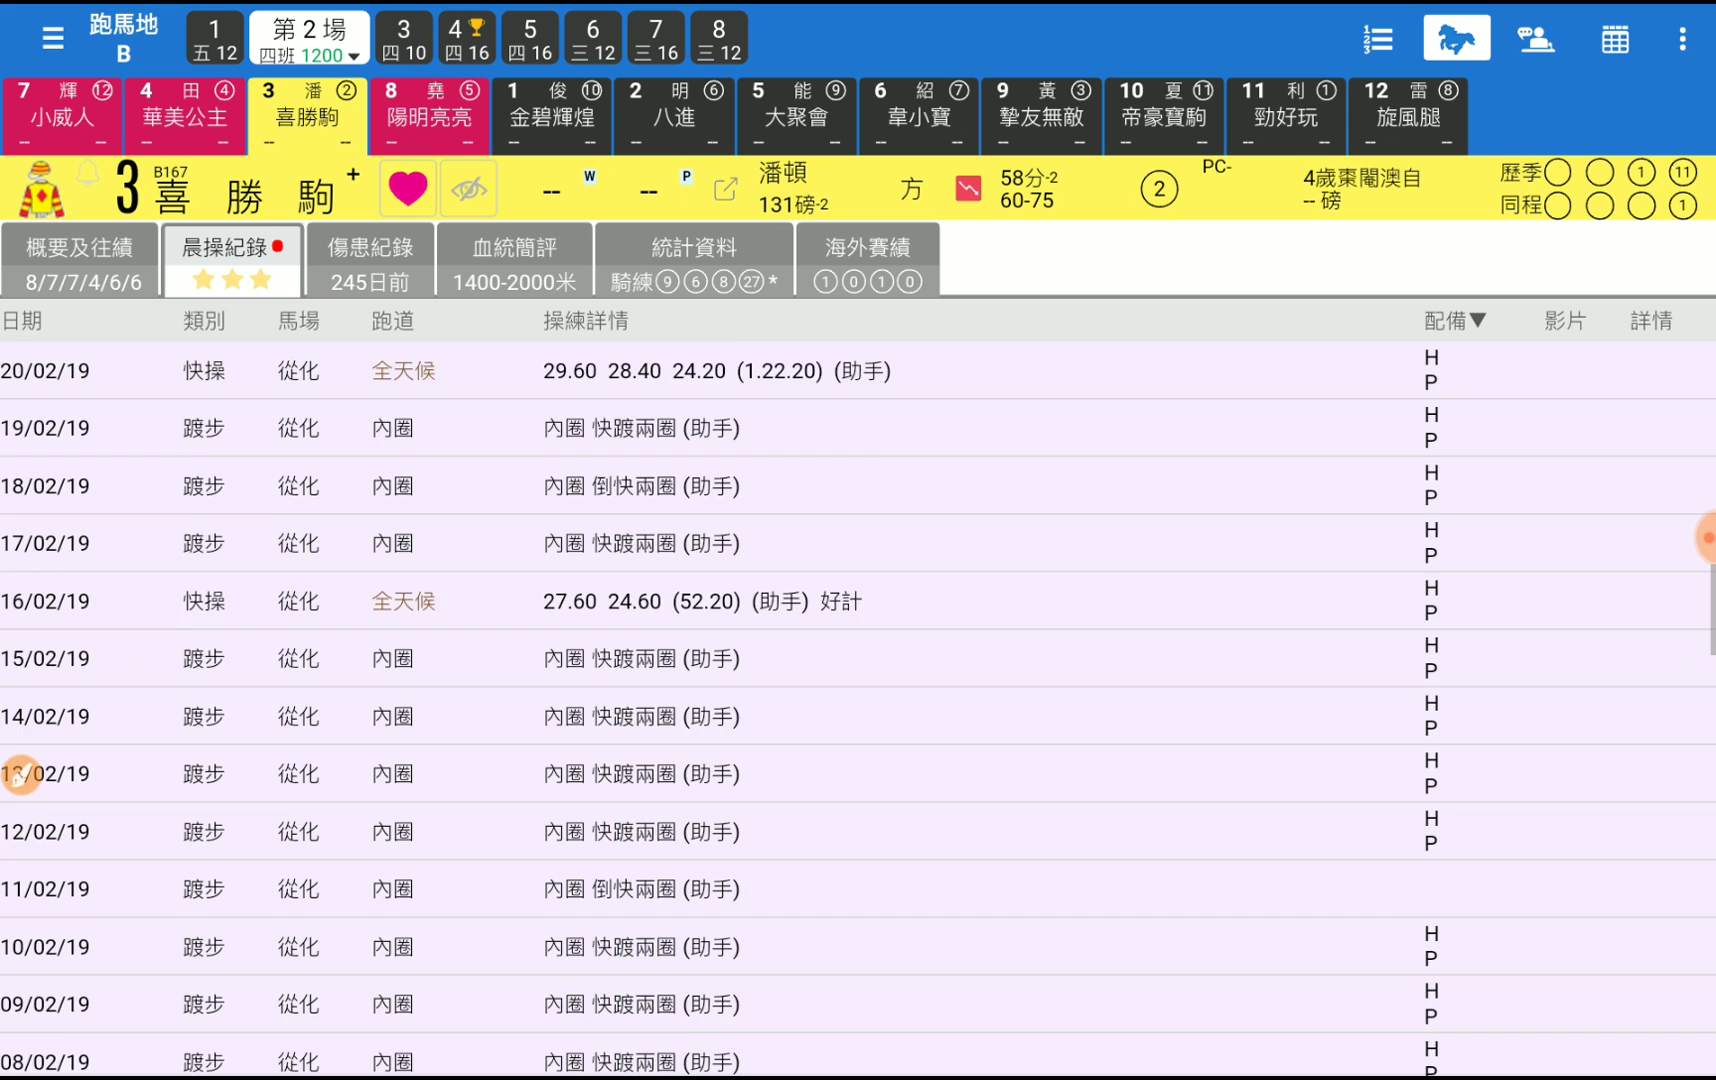 跑馬地
B
1
五 12
第 2 場
四班 1200
3
四 10
4
四 16
5
四 16
6
三 12
7
三 16
8
三 12
7 輝 12
小威人
-- --
4 田 4
華美公主
-- --
3 潘 2
喜勝駒
-- --
8 堯 5
陽明亮亮
-- --
1 俊 10
金碧輝煌
-- --
2 明 6
八進
-- --
5 能 9
大聚會
-- --
6 紹 7
韋小寶
-- --
9 黃 3
摯友無敵
-- --
10 夏 11
帝豪寶駒
-- --
11 利 1
勁好玩
-- --
12 雷 8
旋風腿
-- --
3 B167
喜 勝 駒 +
-- W
-- P
潘頓
131磅-2
方
58分-2
60-75
2
PC-
4歲棗閹澳自
-- 磅
歷季 1 11
同程 1
概要及往績
8/7/7/4/6/6
晨操紀錄
傷患紀錄
245日前
血統簡評
1400-2000米
統計資料
騎練 9 6 8 27 *
海外賽績
1 0 1 0
日期 類別 馬場 跑道 操練詳情 配備▼ 影片 詳情
20/02/19 快操 從化 全天候 29.60 28.40 24.20 (1.22.20) (助手) H P
19/02/19 踱步 從化 內圈 內圈 快踱兩圈 (助手) H P
18/02/19 踱步 從化 內圈 內圈 倒快兩圈 (助手) H P
17/02/19 踱步 從化 內圈 內圈 快踱兩圈 (助手) H P
16/02/19 快操 從化 全天候 27.60 24.60 (52.20) (助手) 好計 H P
15/02/19 踱步 從化 內圈 內圈 快踱兩圈 (助手) H P
14/02/19 踱步 從化 內圈 內圈 快踱兩圈 (助手) H P
13/02/19 踱步 從化 內圈 內圈 快踱兩圈 (助手) H P
12/02/19 踱步 從化 內圈 內圈 快踱兩圈 (助手) H P
11/02/19 踱步 從化 內圈 內圈 倒快兩圈 (助手)
10/02/19 踱步 從化 內圈 內圈 快踱兩圈 (助手) H P
09/02/19 踱步 從化 內圈 內圈 快踱兩圈 (助手) H P
08/02/19 踱步 從化 內圈 內圈 快踱兩圈 (助手) H P